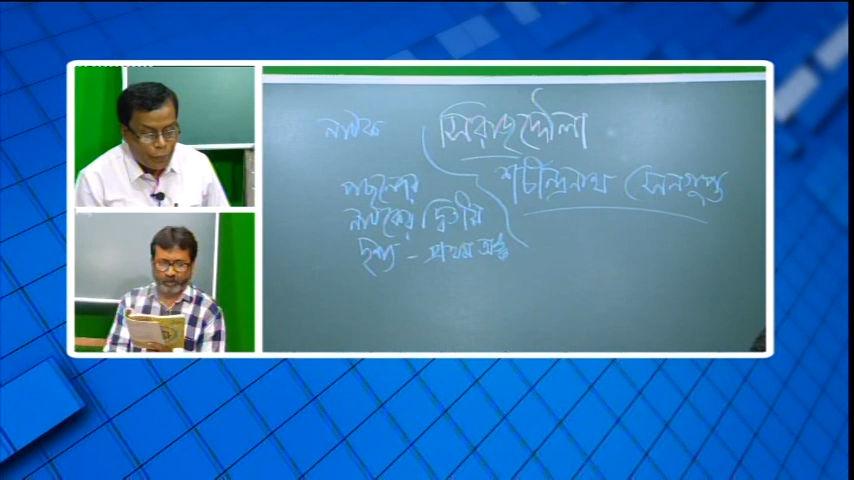 নাটক সিরাজদ্দৌলা
শচীন্দ্রনাথ সেনগুপ্ত
নাটকের দ্বিতীয়
দৃশ্য - প্রথম অঙ্ক